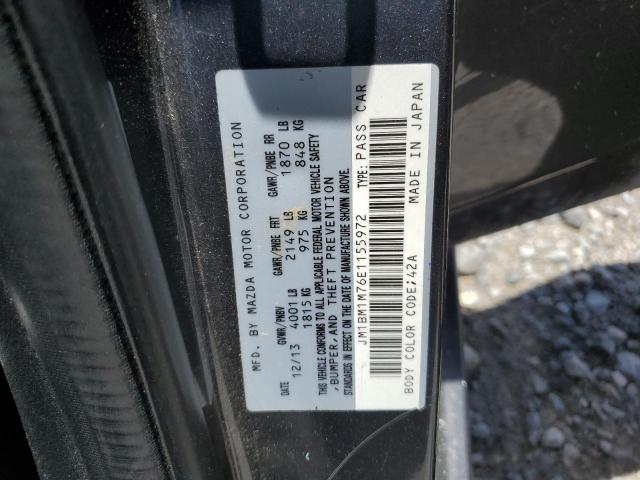 MFD. BY MAZDA MOTOR CORPORATION
DATE GVWR/PNBV GAWR/PNBE FRT GAWR/PNBE RR
12/13 4001 LB 2149 LB 1870 LB
1815 KG 975 KG 848 KG
THIS VEHICLE CONFORMS TO ALL APPLICABLE FEDERAL MOTOR VEHICLE SAFETY
,BUMPER,AND THEFT PREVENTION
STANDARDS IN EFFECT ON THE DATE OF MANUFACTURE SHOWN ABOVE.
JM1BM1M76E1155972 TYPE: PASS CAR
BODY COLOR CODE;42A MADE IN JAPAN